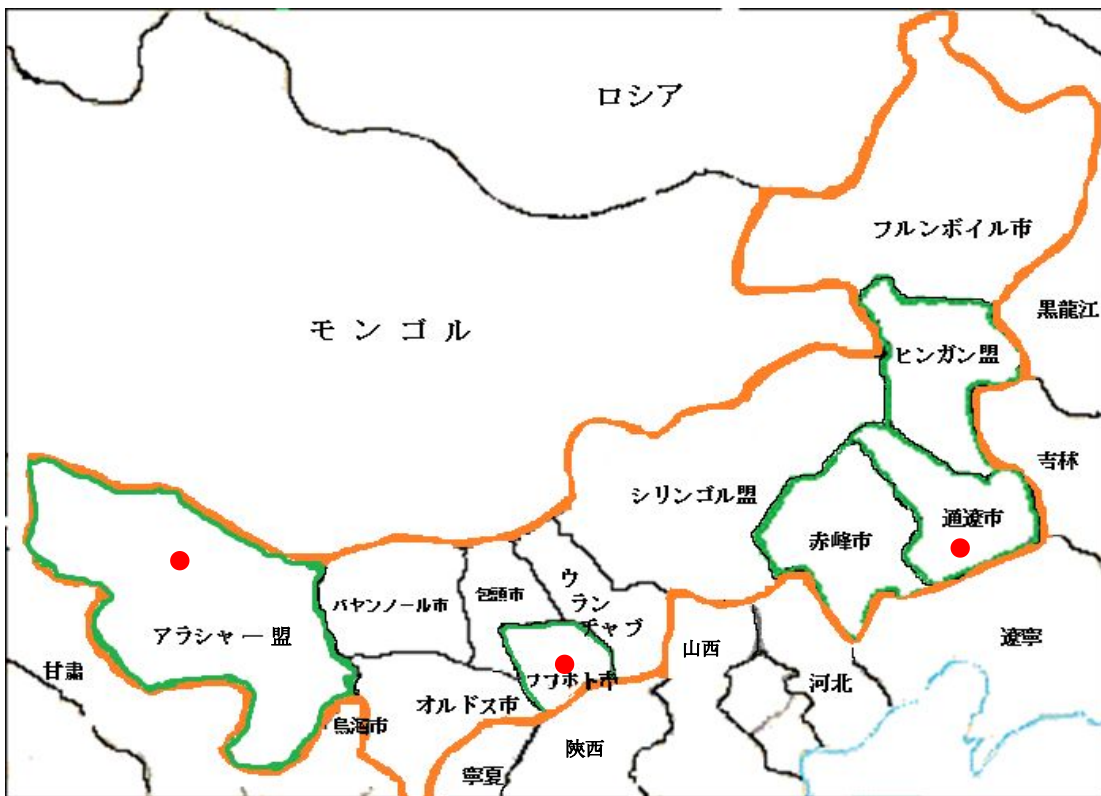 ロシア
フルンボイル市
黒龍江
モンゴル
ヒンガン盟
吉林
シリンゴル盟
通遼市
赤峰市
ウ
ラン
チャブ
包頭市
バヤンノール市
アラシャー盟
山西
遼寧
甘粛
フフホト市
河北
オルドス市
烏海市
陝西
寧夏